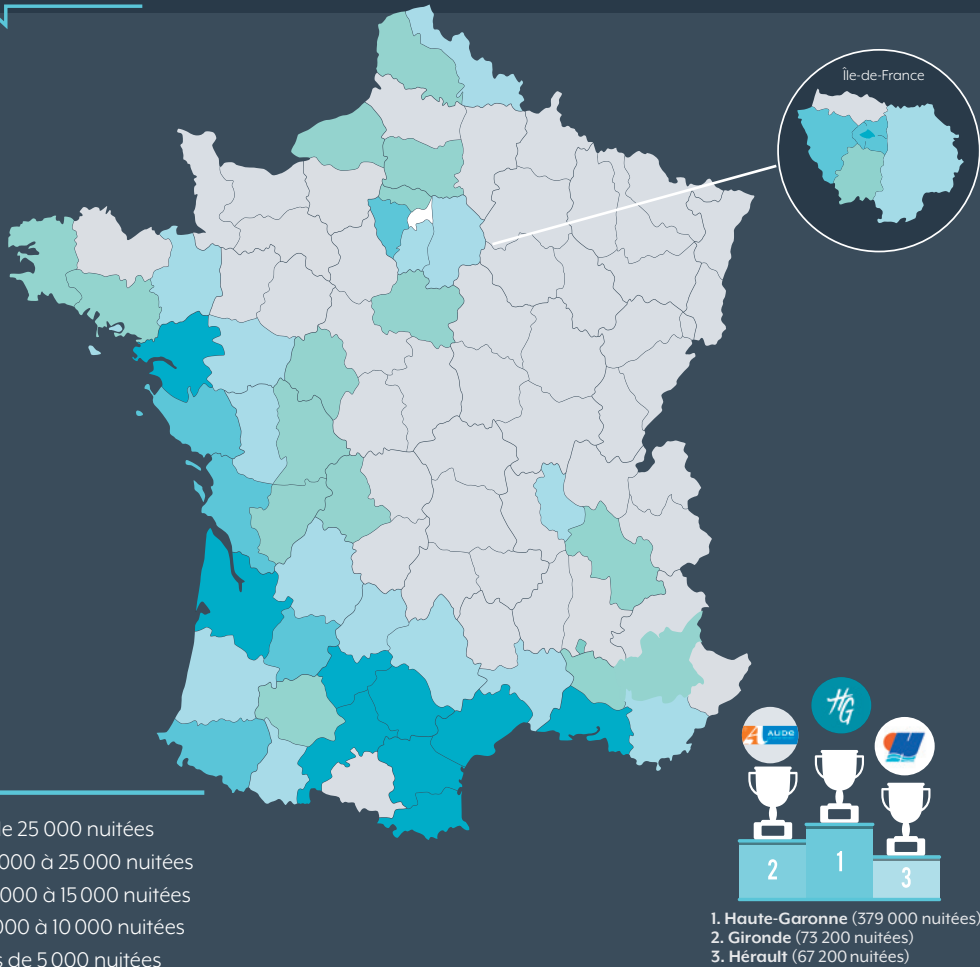 Île-de-France
de 25 000 nuitées
000 à 25 000 nuitées
000 à 15 000 nuitées
000 à 10 000 nuitées
de 5 000 nuitées
AUDE
HG
2
1
3
1. Haute-Garonne (379 000 nuitées)
2. Gironde (73 200 nuitées)
3. Hérault (67 200 nuitées)